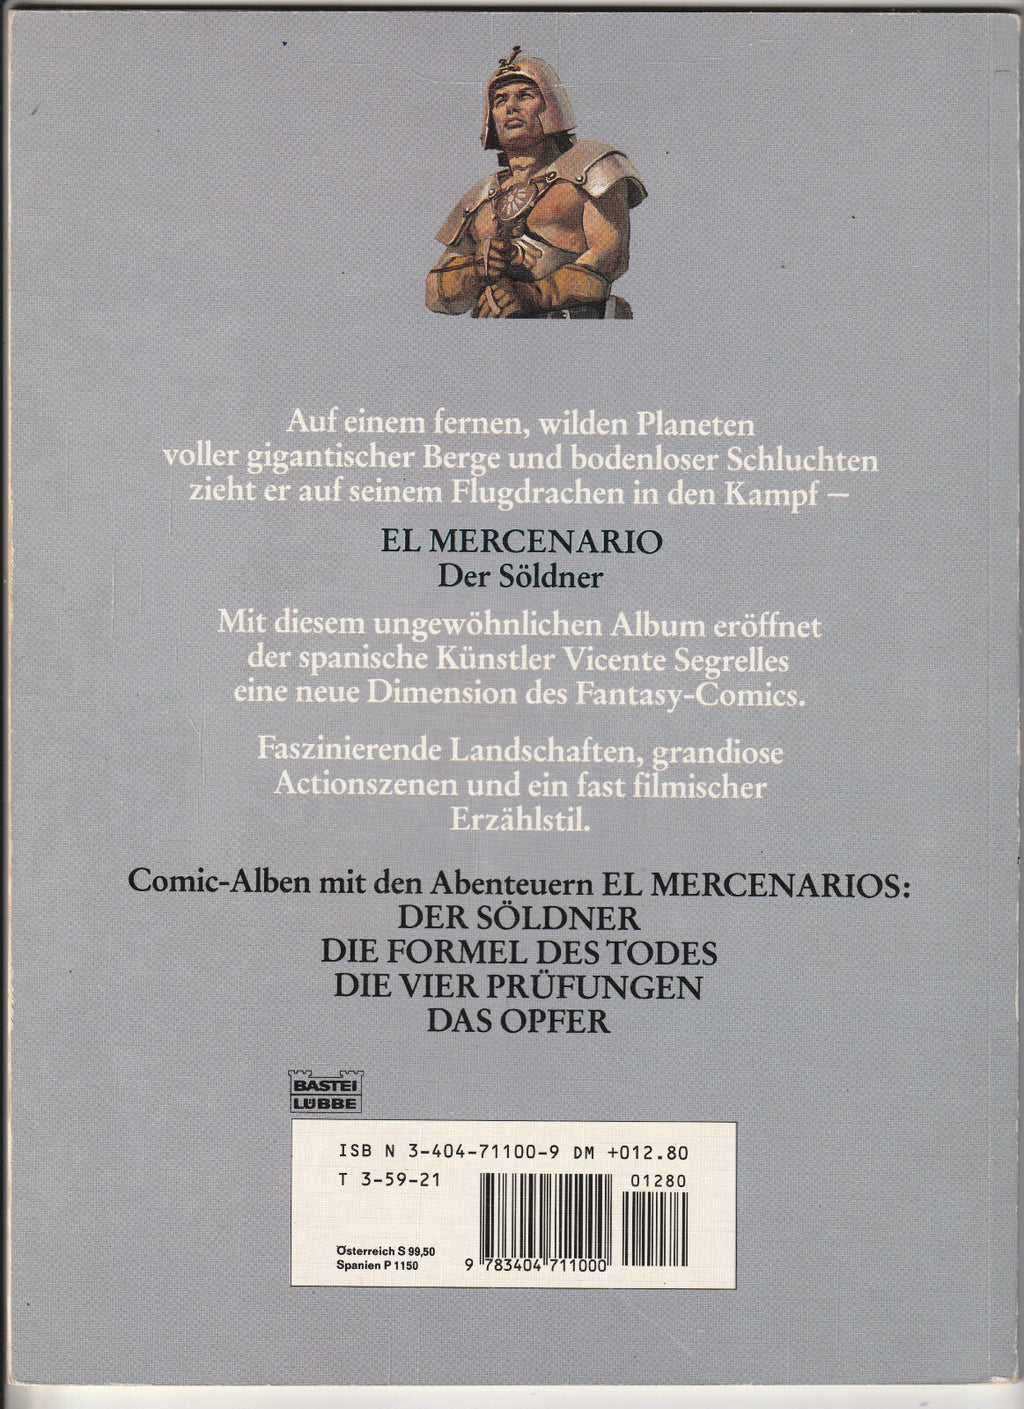 Auf einem fernen, wilden Planeten
voller gigantischer Berge und bodenloser Schluchten
zieht er auf seinem Flugdrachen in den Kampf –
EL MERCENARIO
Der Söldner
Mit diesem ungewöhnlichen Album eröffnet
der spanische Künstler Vicente Segrelles
eine neue Dimension des Fantasy-Comics.
Faszinierende Landschaften, grandiose
Actionszenen und ein fast filmischer
Erzählstil.
Comic-Alben mit den Abenteuern EL MERCENARIOS:
DER SÖLDNER
DIE FORMEL DES TODES
DIE VIER PRÜFUNGEN
DAS OPFER
BASTEI
LÜBBE
ISB N 3-404-71100-9 DM +012.80
T 3-59-21
01280
Österreich S 99,50
Spanien P 1150
9 783404 711000